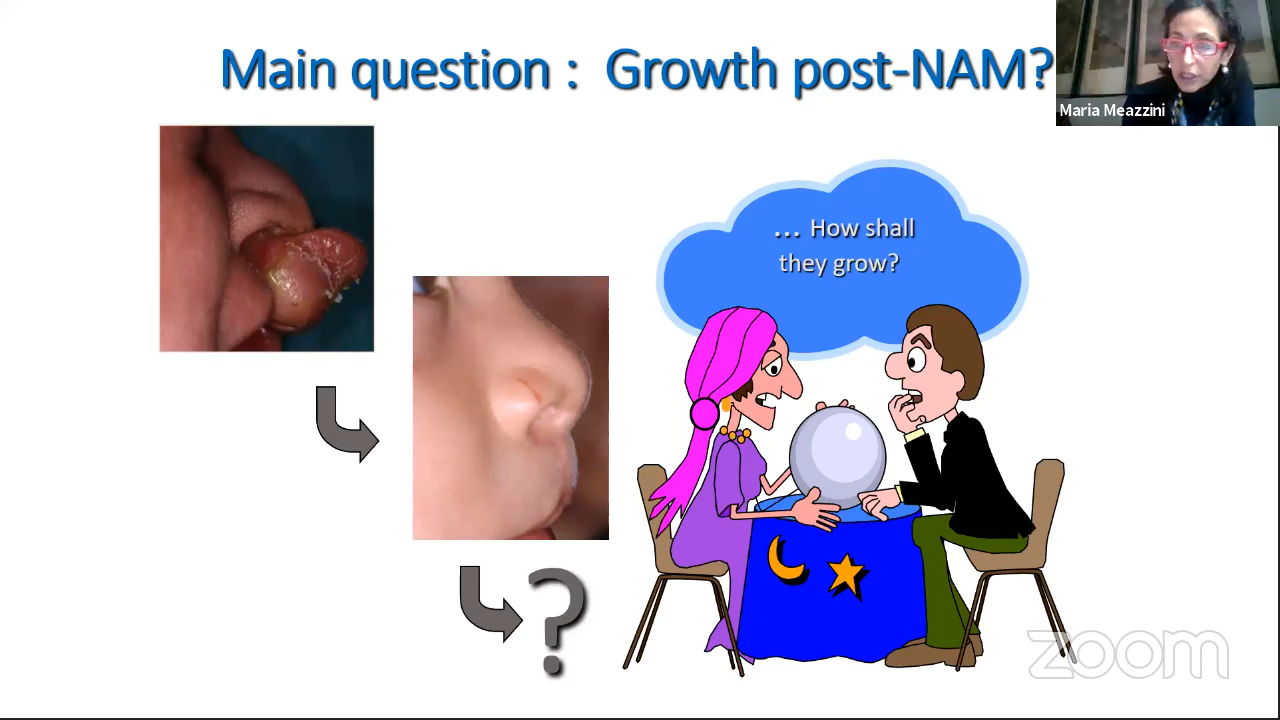 Main question : Growth post-NAM?
Maria Meazzini
... How shall
they grow?
?
zoom